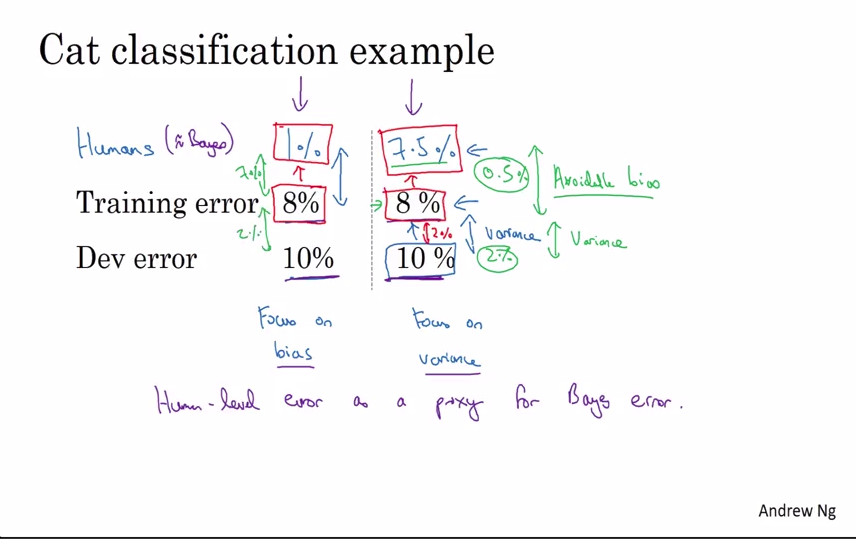 Cat classification example
Humans (≈ Bayes) 1% 7.5%
7% 0.5% Avoidable bias
Training error 8% 8 %
2% 2% Variance Variance
Dev error 10% 10 % 2%
Focus on Focus on
bias variance
Human-level error as a proxy for Bayes error.
Andrew Ng